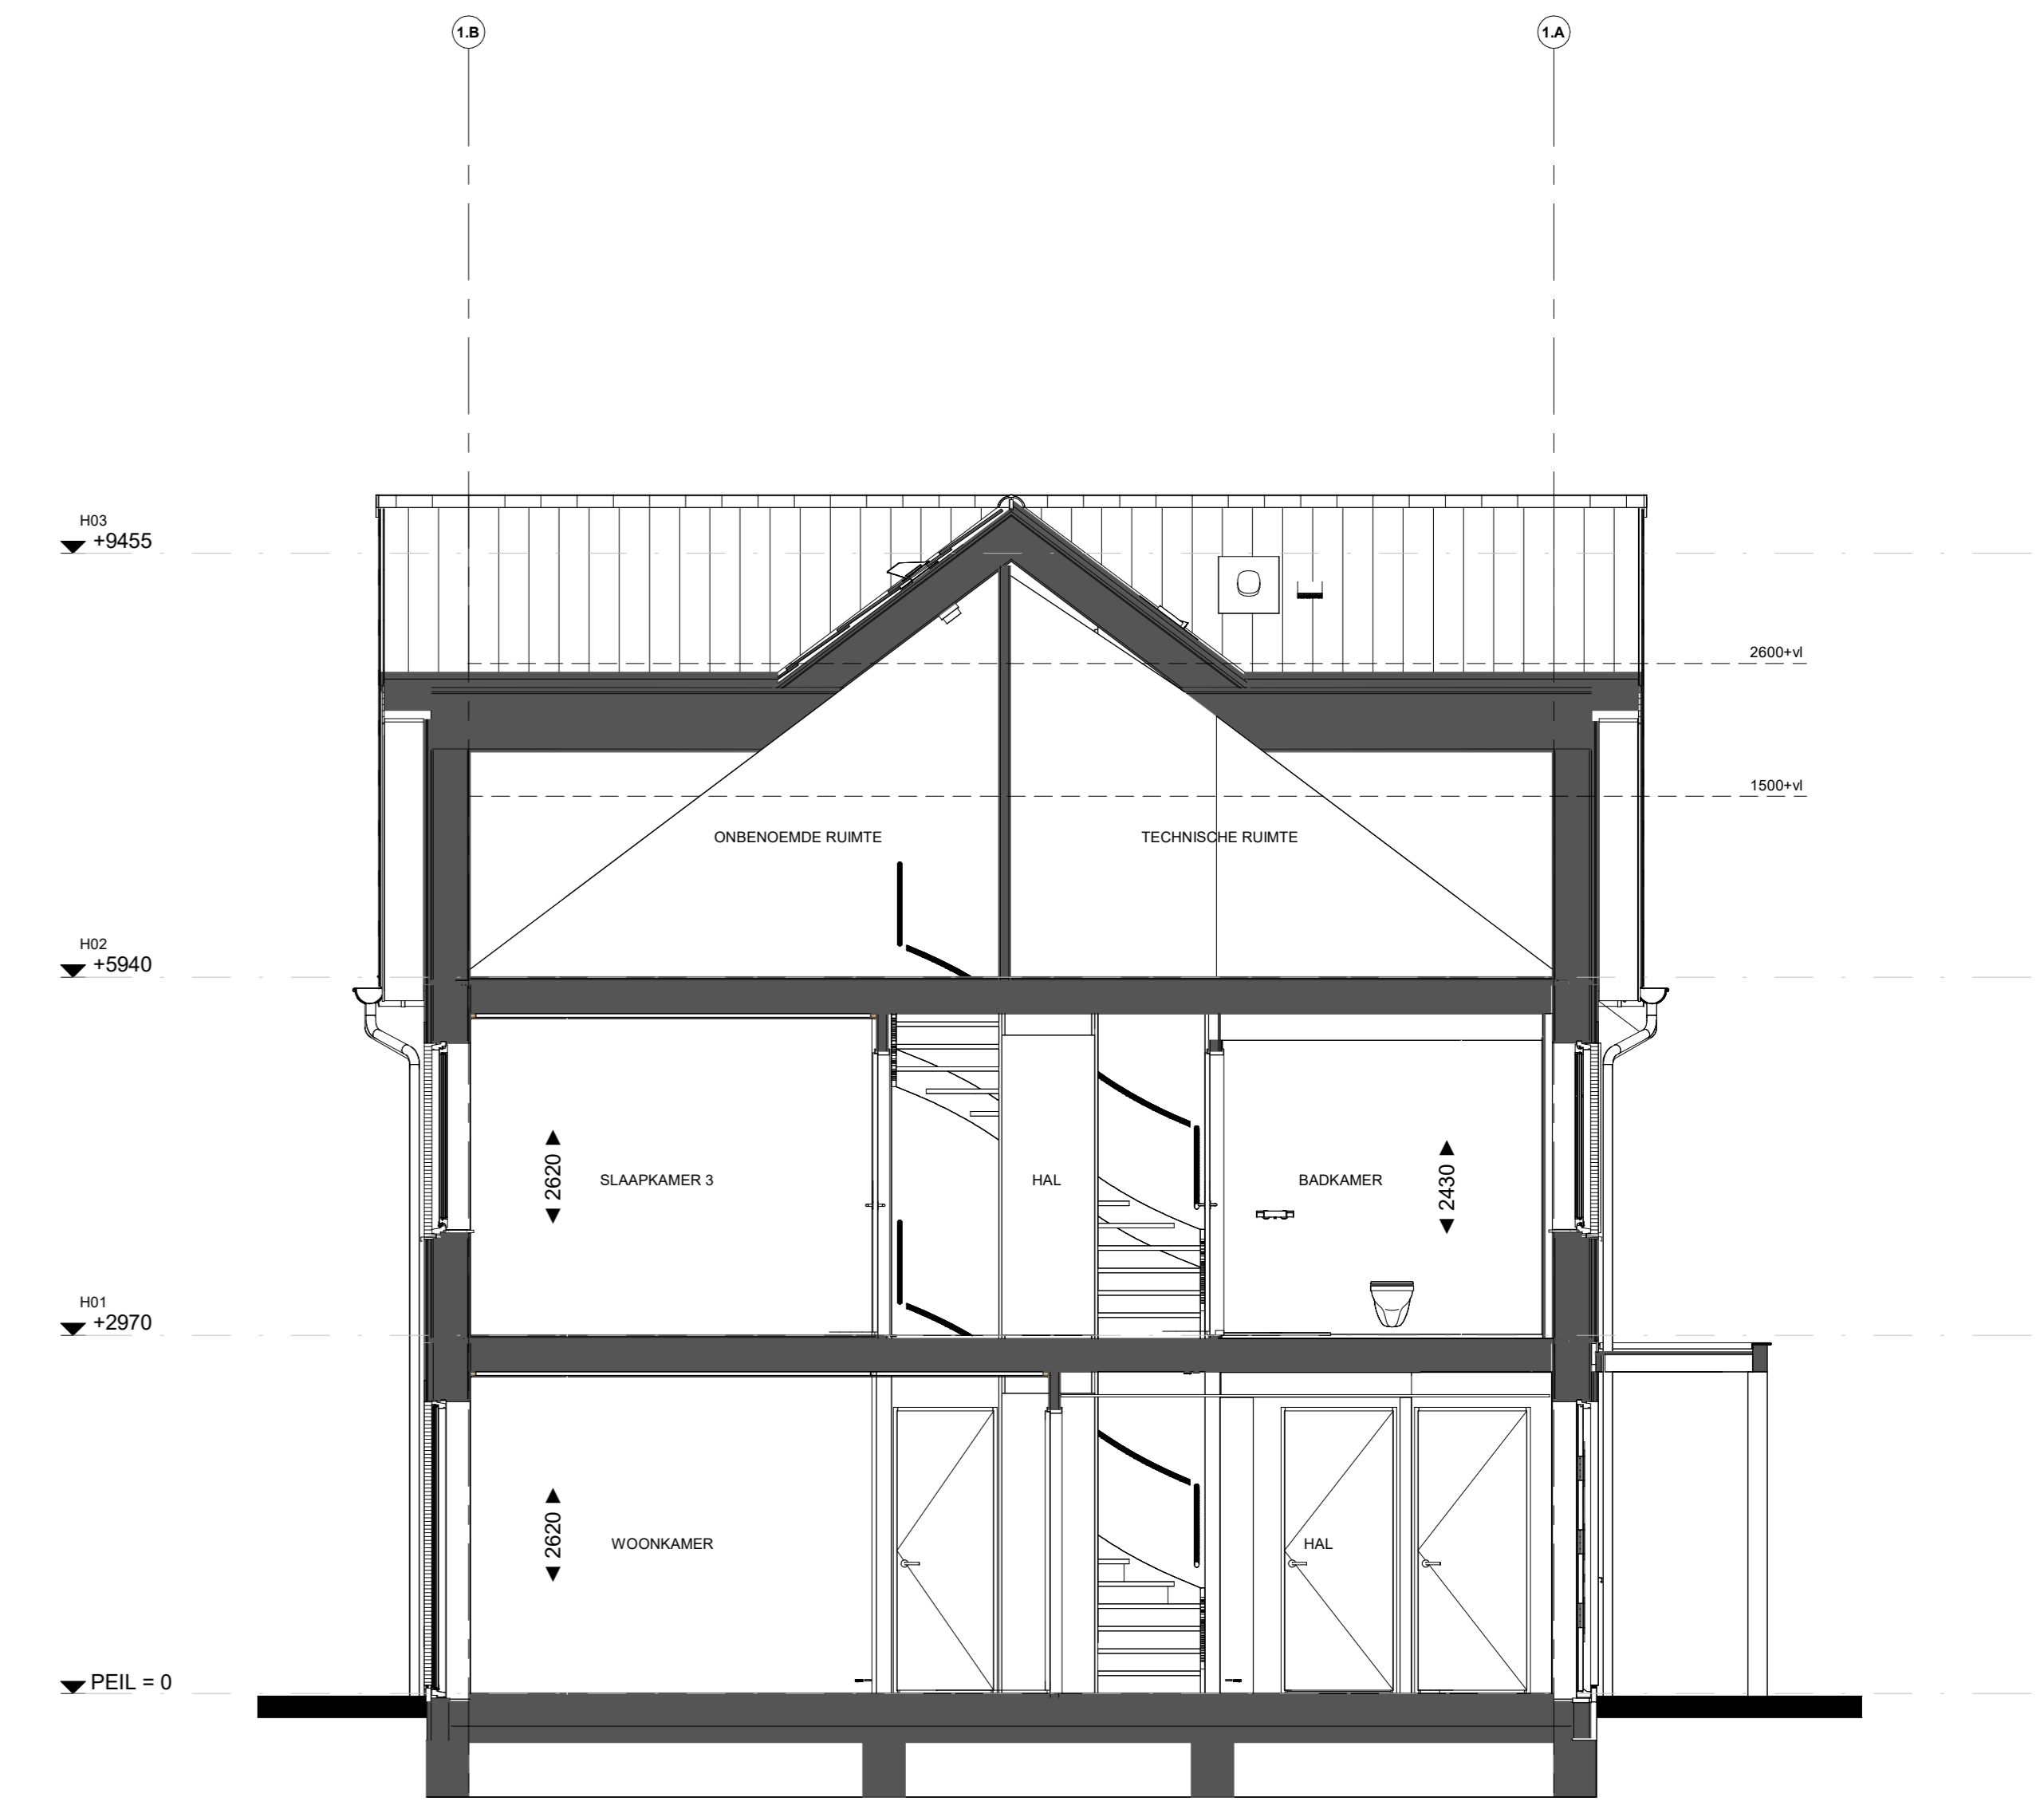 1.B
1.A
H03
+9455
2600+vl
1500+vl
ONBENOEMDE RUIMTE
TECHNISCHE RUIMTE
H02
+5940
2620
SLAAPKAMER 3
HAL
BADKAMER
2430
H01
+2970
2620
WOONKAMER
HAL
PEIL = 0